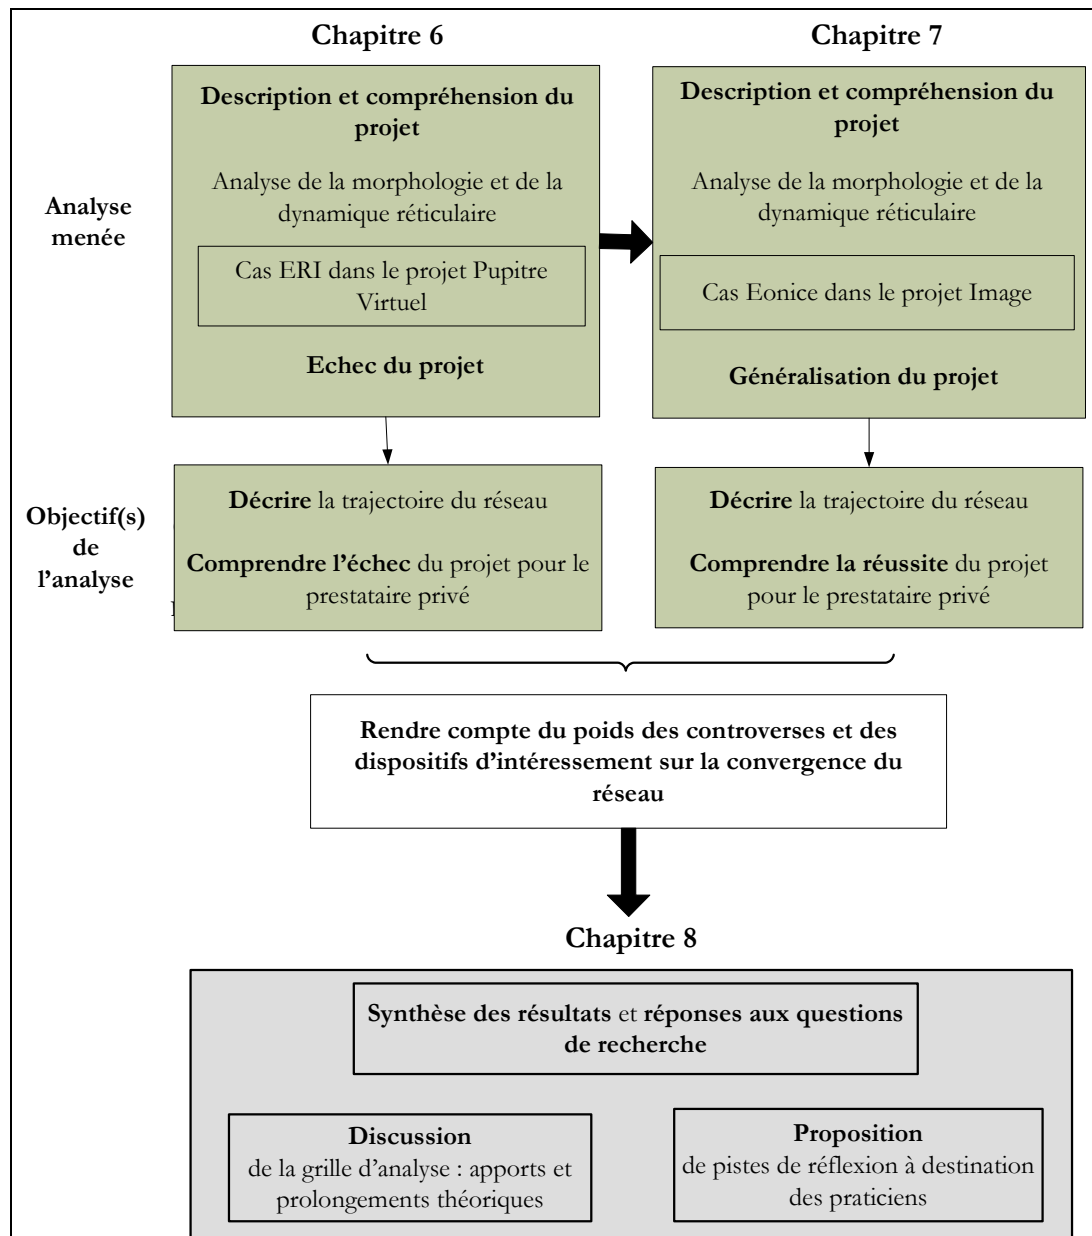 Chapitre 6
Chapitre 7
Analyse
menée
Description et compréhension du
projet
Analyse de la morphologie et de la
dynamique réticulaire
Cas ERI dans le projet Pupitre
Virtuel
Echec du projet
Description et compréhension du
projet
Analyse de la morphologie et de la
dynamique réticulaire
Cas Eonice dans le projet Image
Généralisation du projet
Objectif(s)
de
l’analyse
Décrire la trajectoire du réseau
Comprendre l’échec du projet pour le
prestataire privé
Décrire la trajectoire du réseau
Comprendre la réussite du projet
pour le prestataire privé
Rendre compte du poids des controverses et des
dispositifs d’intéressement sur la convergence du
réseau
Chapitre 8
Synthèse des résultats et réponses aux questions
de recherche
Discussion
de la grille d’analyse : apports et
prolongements théoriques
Proposition
de pistes de réflexion à destination
des praticiens